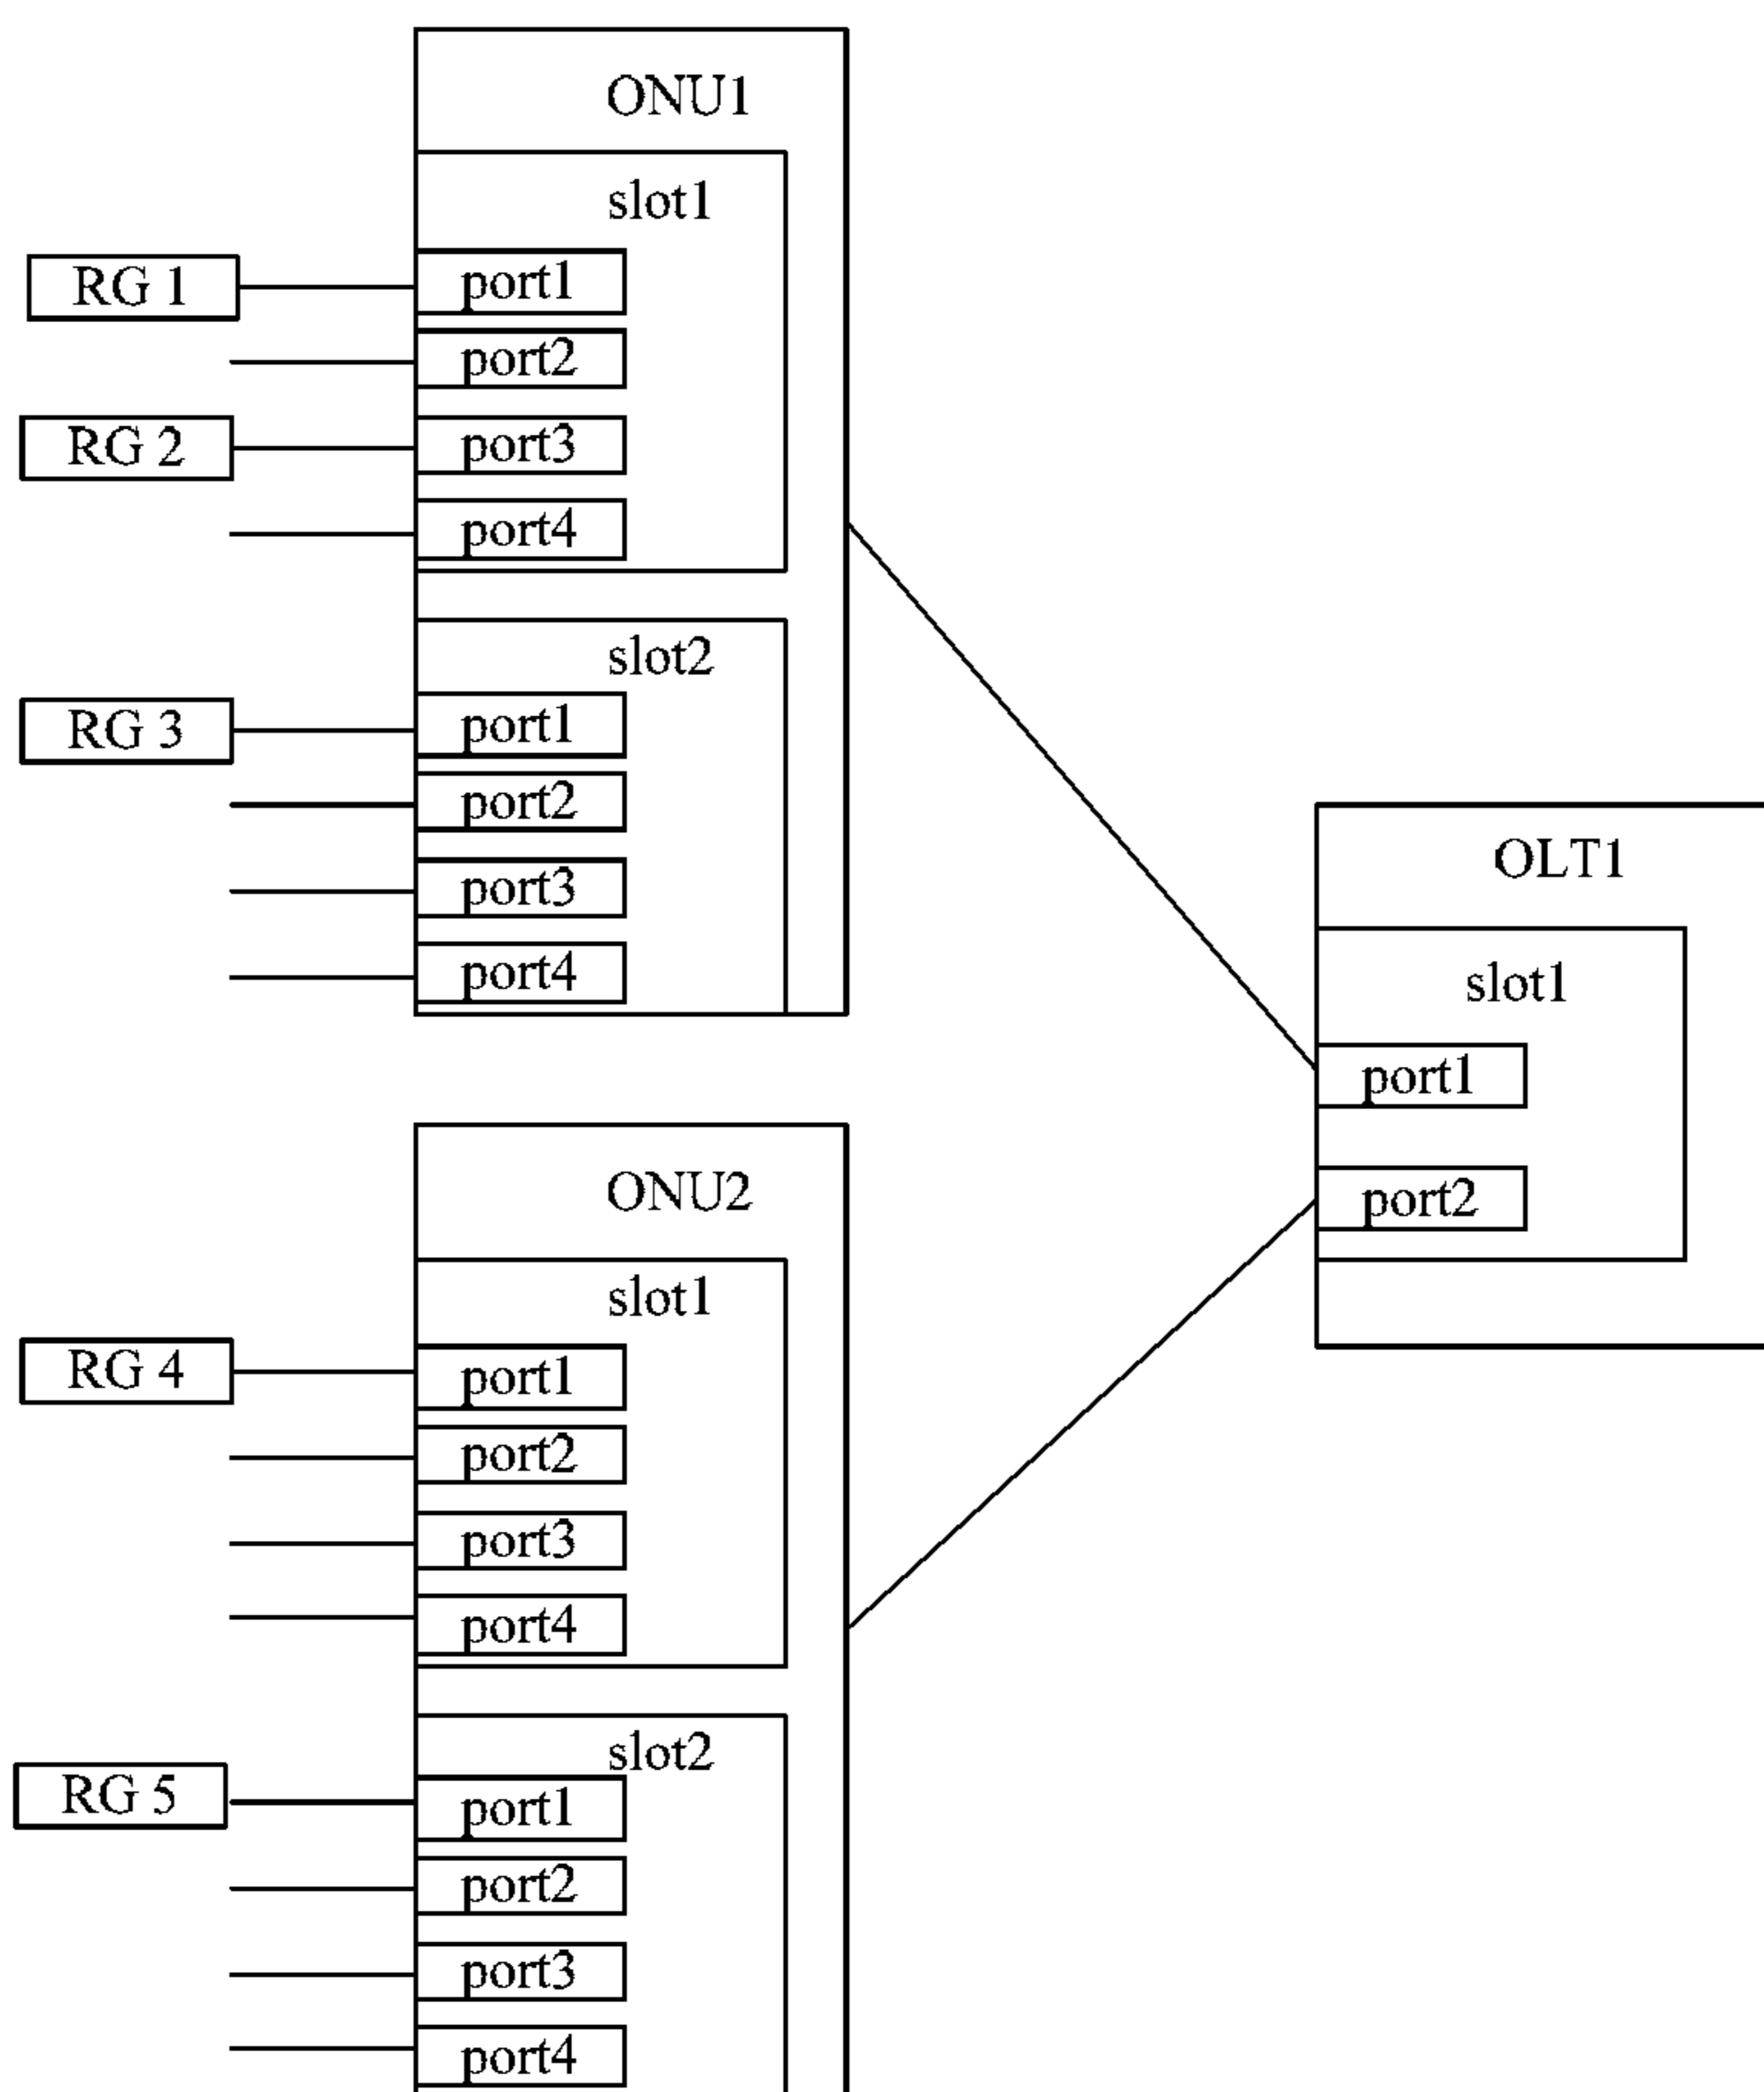 ONU1
slot1
RG 1
port1
port2
RG 2
port3
port4
slot2
RG 3
port1
port2
port3
port4
OLT1
slot1
port1
port2
ONU2
slot1
RG 4
port1
port2
port3
port4
slot2
RG 5
port1
port2
port3
port4